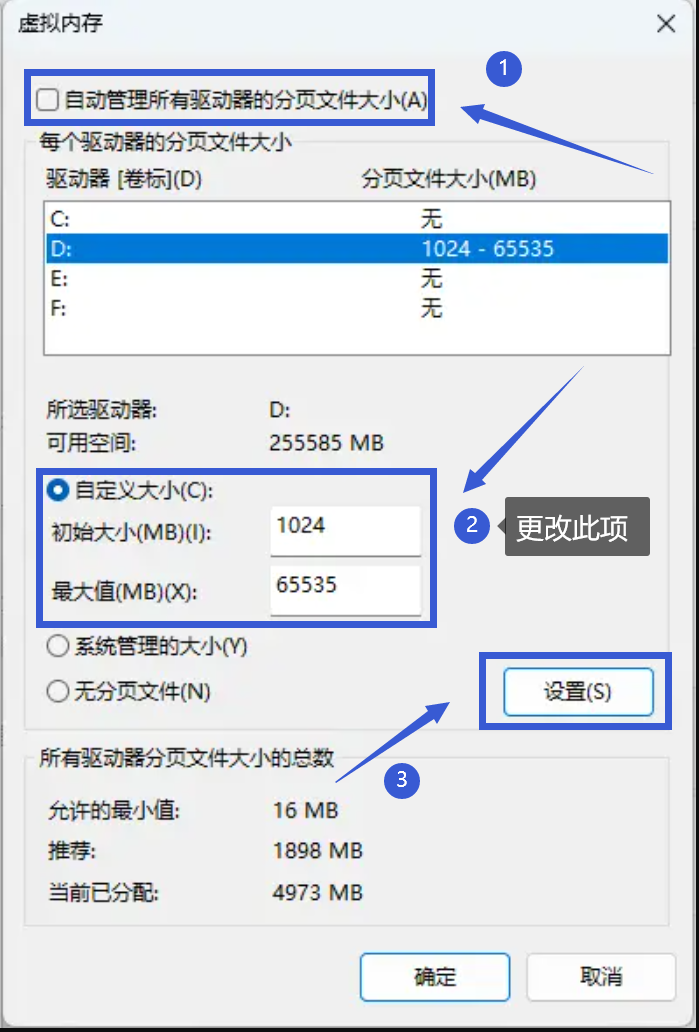 虚拟内存
1
自动管理所有驱动器的分页文件大小(A)
每个驱动器的分页文件大小
驱动器 [卷标](D) 分页文件大小(MB)
C: 无
D: 1024 - 65535
E: 无
F: 无
所选驱动器: D:
可用空间: 255585 MB
自定义大小(C):
初始大小(MB)(I): 1024
2 更改此项
最大值(MB)(X): 65535
系统管理的大小(Y)
无分页文件(N)
设置(S)
所有驱动器分页文件大小的总数
3
允许的最小值: 16 MB
推荐: 1898 MB
当前已分配: 4973 MB
确定 取消